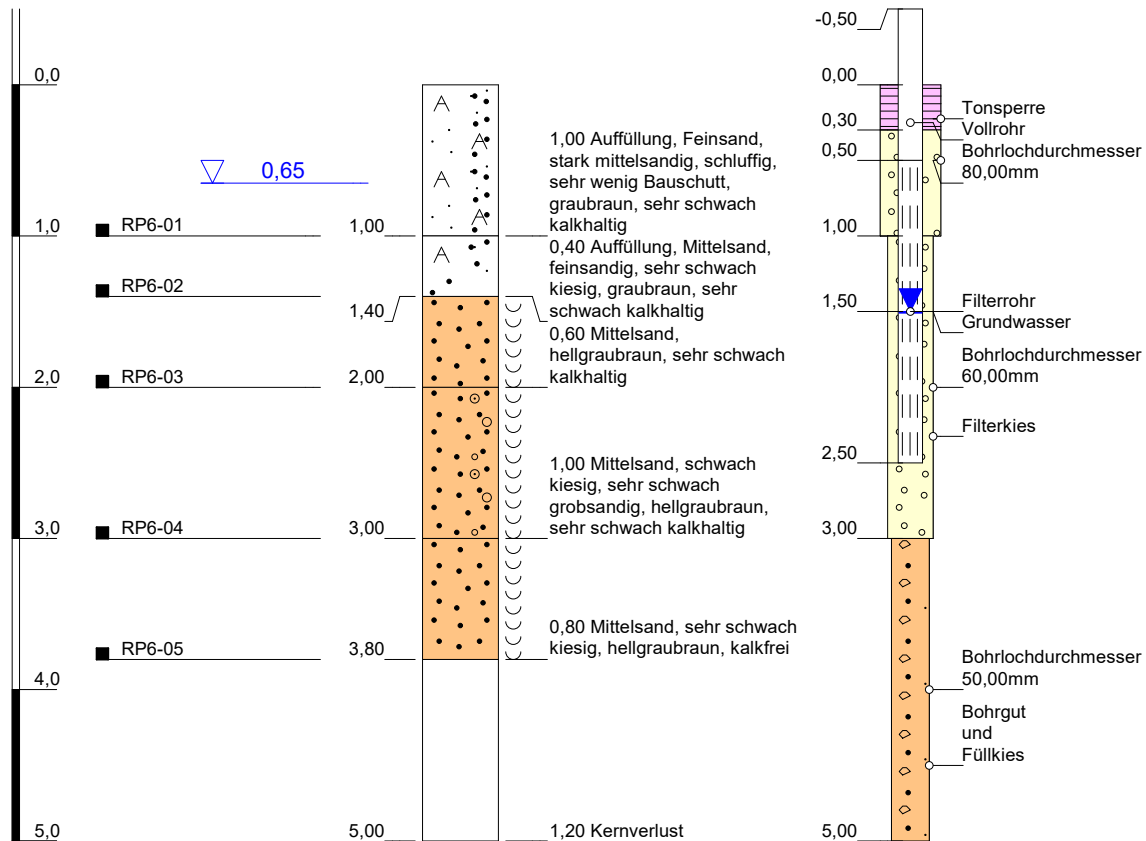 -0,50
0,0
0,00
0,30
0,50
Tonsperre
Vollrohr
Bohrlochdurchmesser
80,00mm
0,65
1,00 Auffüllung, Feinsand,
stark mittelsandig, schluffig,
sehr wenig Bauschutt,
graubraun, sehr schwach
kalkhaltig
1,0
RP6-01
1,00
1,00
0,40 Auffüllung, Mittelsand,
feinsandig, sehr schwach
kiesig, graubraun, sehr
schwach kalkhaltig
RP6-02
1,40
1,50
Filterrohr
Grundwasser
0,60 Mittelsand,
hellgraubraun, sehr schwach
kalkhaltig
Bohrlochdurchmesser
60,00mm
2,0
RP6-03
2,00
Filterkies
2,50
1,00 Mittelsand, schwach
kiesig, sehr schwach
grobsandig, hellgraubraun,
sehr schwach kalkhaltig
3,0
RP6-04
3,00
3,00
0,80 Mittelsand, sehr schwach
kiesig, hellgraubraun, kalkfrei
RP6-05
3,80
4,0
Bohrlochdurchmesser
50,00mm
Bohrgut
und
Füllkies
5,0
5,00
1,20 Kernverlust
5,00